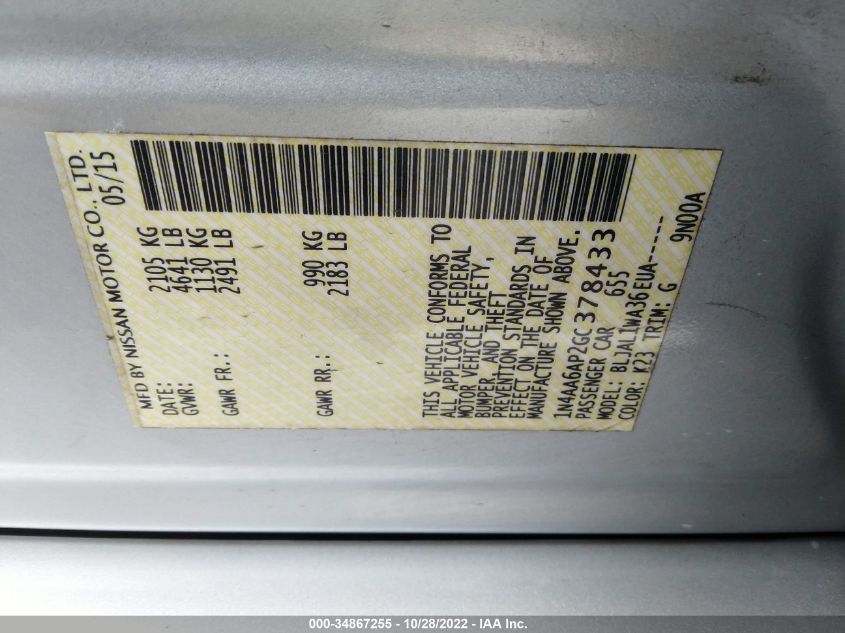 MFD BY NISSAN MOTOR CO., LTD.
DATE: 05/15
GVWR: 2105 KG
4641 LB
GAWR FR.: 1130 KG
2491 LB
GAWR RR.: 990 KG
2183 LB
THIS VEHICLE CONFORMS TO
ALL APPLICABLE FEDERAL
MOTOR VEHICLE SAFETY,
BUMPER, AND THEFT
PREVENTION STANDARDS IN
EFFECT ON THE DATE OF
MANUFACTURE SHOWN ABOVE.
1N4AA6AP2GC378433
PASSENGER CAR 655
MODEL: BLJALIWA36EUA------
COLOR: K23 TRIM: G 9N00A
000-34867255 - 10/28/2022 - IAA Inc.